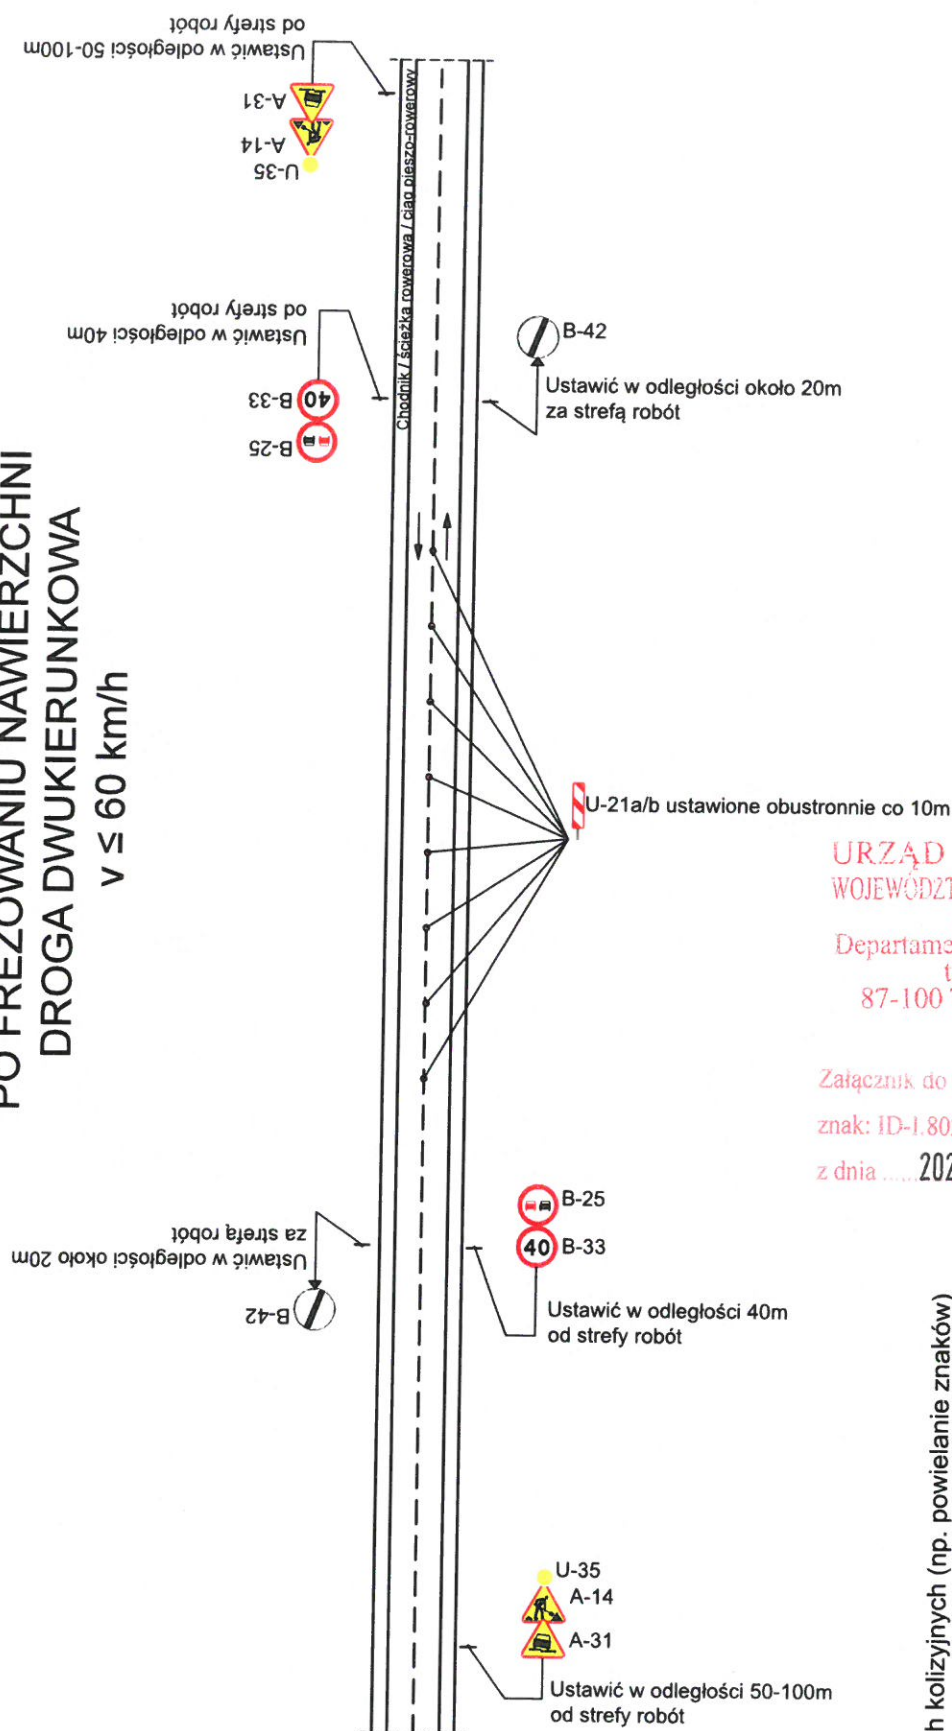 PO FREZOWANIU NAWIERZCHNI
DROGA DWUKIERUNKOWA
v ≤ 60 km/h
Ustawić w odległości 50-100m
od strefy robót
A-31
A-14
U-35
Chodnik / ścieżka rowerowa / ciąg pieszo-rowerowy
Ustawić w odległości 40m
od strefy robót
40 B-33
B-25
B-42
Ustawić w odległości około 20m
za strefą robót
U-21a/b ustawione obustronnie co 10m
URZĄD
Departame
87-100
Załącznik do
z dnia ...... 202
Ustawić w odległości około 20m
za strefą robót
B-42
B-25
40 B-33
Ustawić w odległości 40m
od strefy robót
U-35
A-14
A-31
Ustawić w odległości 50-100m
od strefy robót
h kolizyjnych (np. powielanie znaków)